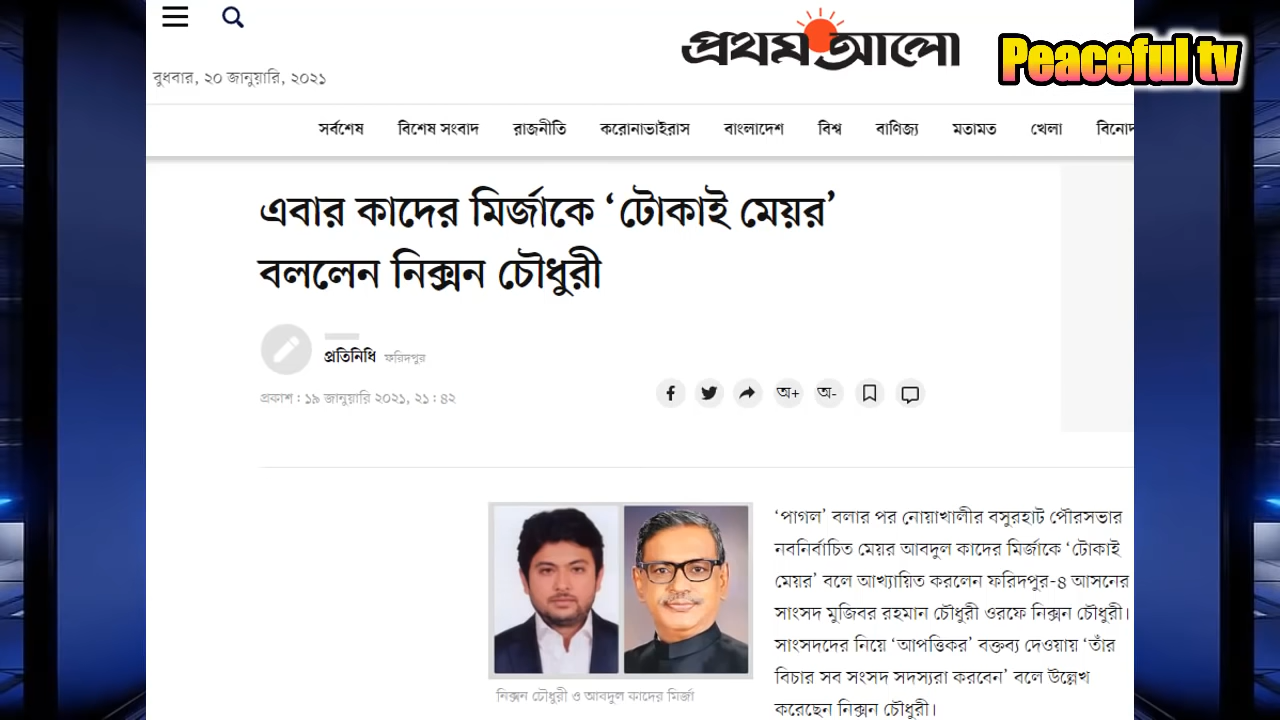 প্রথম আলো
Peaceful tv
বুধবার, ২০ জানুয়ারি, ২০২১
সর্বশেষ বিশেষ সংবাদ রাজনীতি করোনাভাইরাস বাংলাদেশ বিশ্ব বাণিজ্য মতামত খেলা বিনোদ
এবার কাদের মির্জাকে ‘টোকাই মেয়র’
বললেন নিক্সন চৌধুরী
প্রতিনিধি ফরিদপুর
প্রকাশ : ১৯ জানুয়ারি ২০২১, ২১ : ৪২
অ+ অ-
‘পাগল’ বলার পর নোয়াখালীর বসুরহাট পৌরসভার
নবনির্বাচিত মেয়র আবদুল কাদের মির্জাকে ‘টোকাই
মেয়র’ বলে আখ্যায়িত করলেন ফরিদপুর-৪ আসনের
সাংসদ মুজিবর রহমান চৌধুরী ওরফে নিক্সন চৌধুরী।
সাংসদদের নিয়ে ‘আপত্তিকর’ বক্তব্য দেওয়ায় ‘তাঁর
বিচার সব সংসদ সদস্যরা করবেন’ বলে উল্লেখ
করেছেন নিক্সন চৌধুরী।
নিক্সন চৌধুরী ও আবদুল কাদের মির্জা